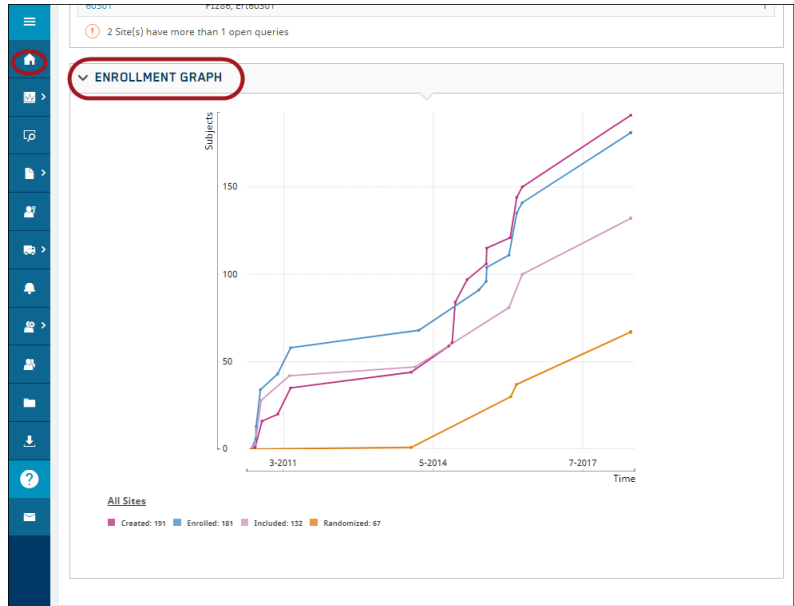 60301 PI286, Ert60301 1
! 2 Site(s) have more than 1 open queries
ENROLLMENT GRAPH
Subjects
150
100
50
0
3-2011 5-2014 7-2017
Time
All Sites
Created: 191 Enrolled: 181 Included: 132 Randomized: 67
?